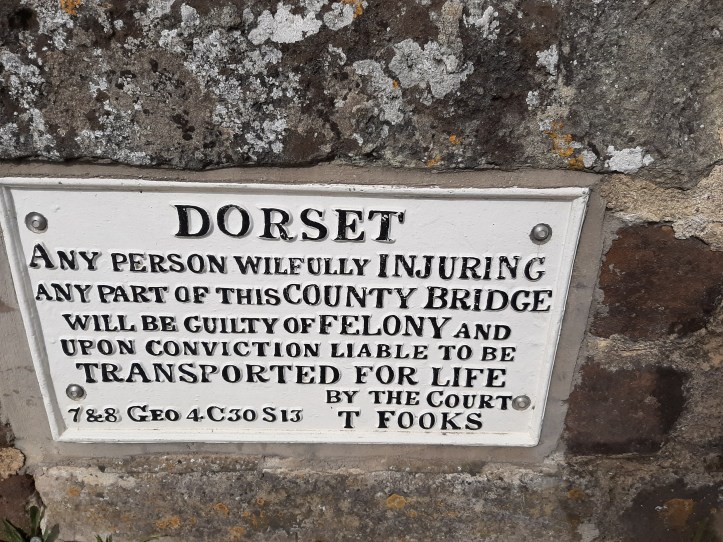 DORSET
ANY PERSON WILFULLY INJURING
ANY PART OF THIS COUNTY BRIDGE
WILL BE GUILTY OF FELONY AND
UPON CONVICTION LIABLE TO BE
TRANSPORTED FOR LIFE
BY THE COURT
7&8 GEO 4 C30 S13 T FOOKS